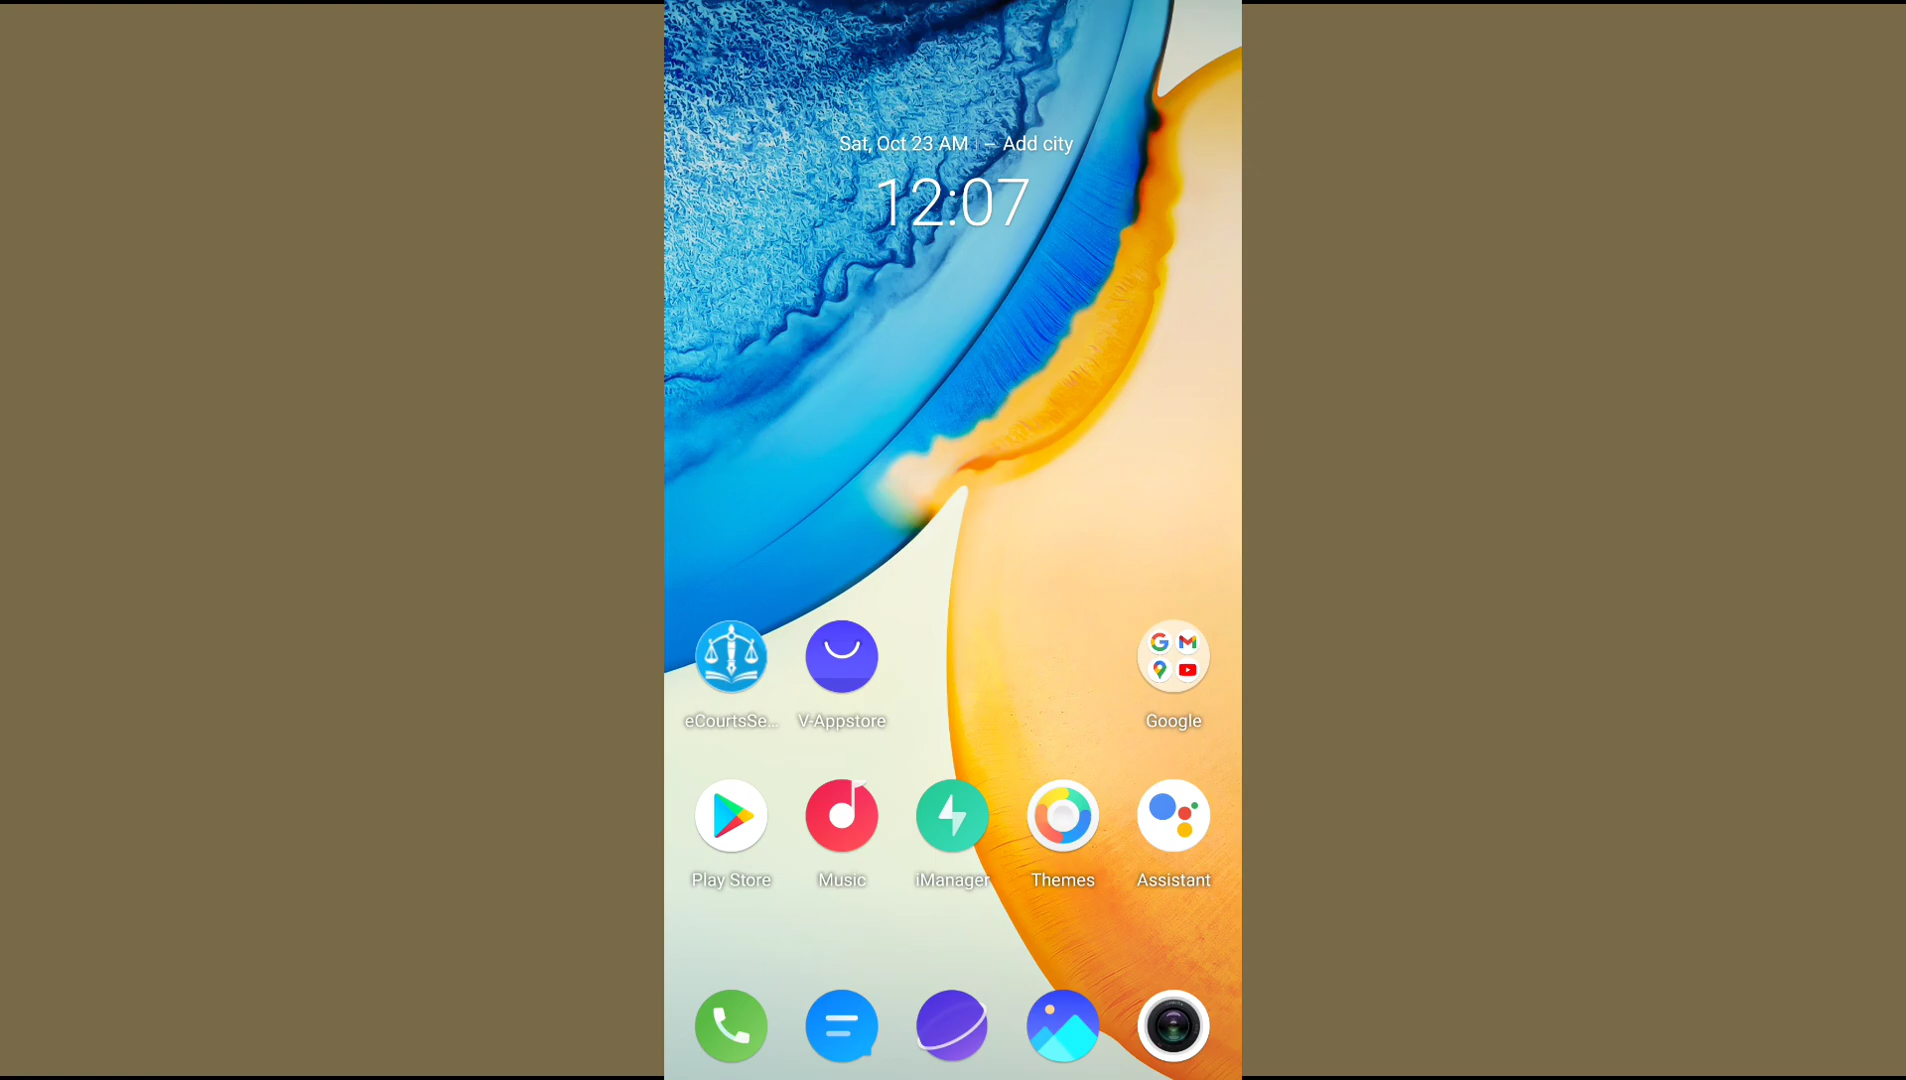 Sat, Oct 23 AM | – Add city
12:07
eCourtsSe... V-Appstore Google
Play Store Music iManager Themes Assistant